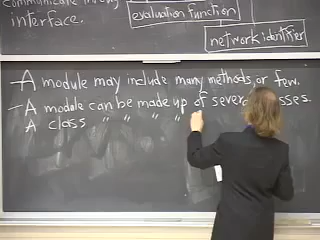 communicate through
interface.
evaluation function
network identifier
- A module may include many methods, or few.
- A module can be made up of several
A class " " " "